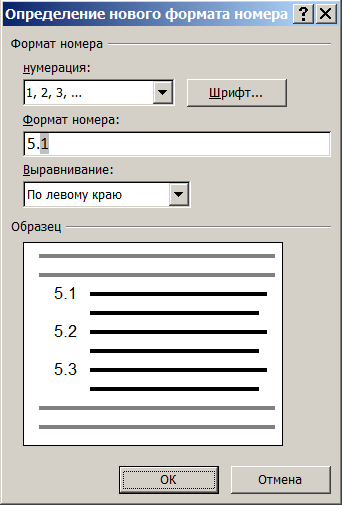 Определение нового формата номера
Формат номера
нумерация:
1, 2, 3, ...
Шрифт...
Формат номера:
5.1
Выравнивание:
По левому краю
Образец
5.1
5.2
5.3
ОК
Отмена